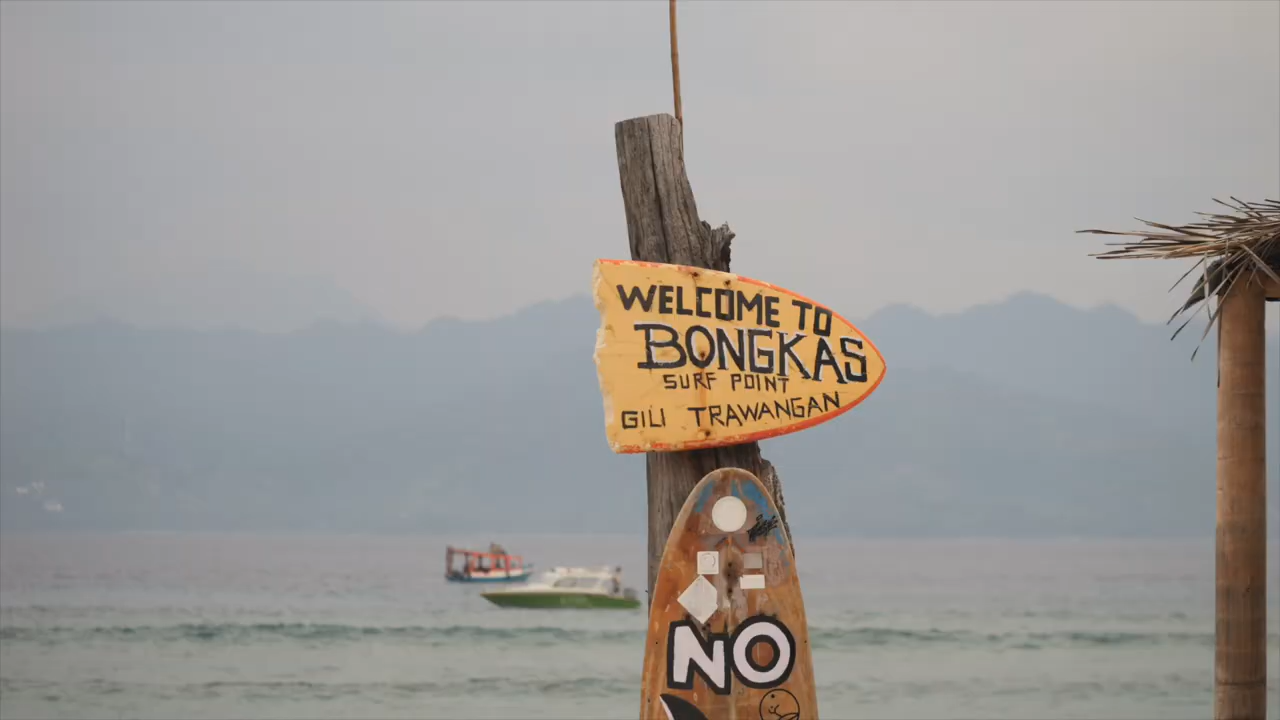 WELCOME TO
BONGKAS
SURF POINT
GILI TRAWANGAN
NO